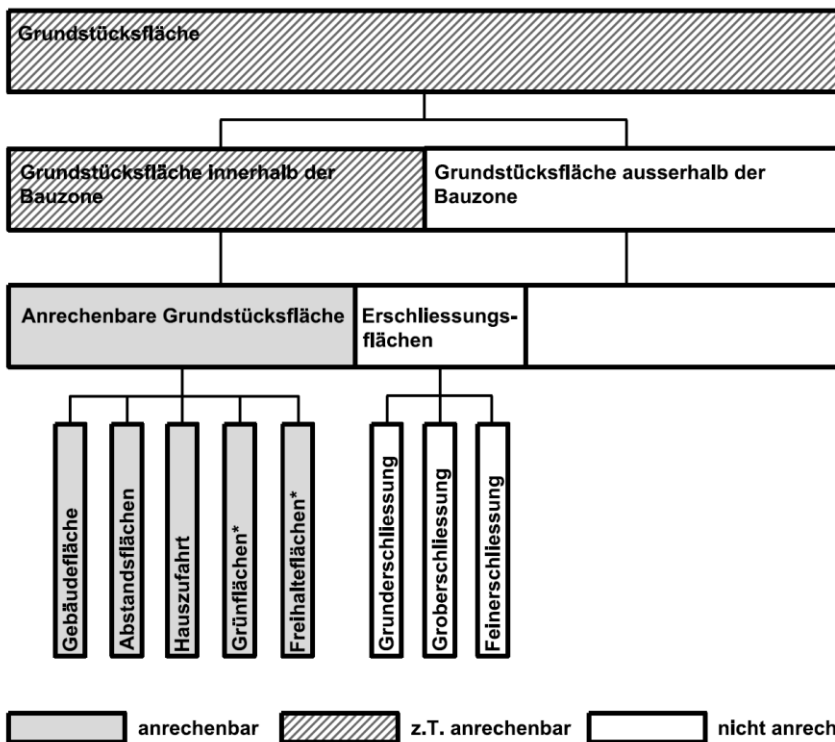 Grundstücksfläche
Grundstücksfläche innerhalb der
Bauzone
Grundstücksfläche ausserhalb der
Bauzone
Anrechenbare Grundstücksfläche
Erschliessungs-
flächen
Gebäudefläche
Abstandsflächen
Hauszufahrt
Grünflächen*
Freihalteflächen*
Grunderschliessung
Groberschliessung
Feinerschliessung
anrechenbar
z.T. anrechenbar
nicht anrech